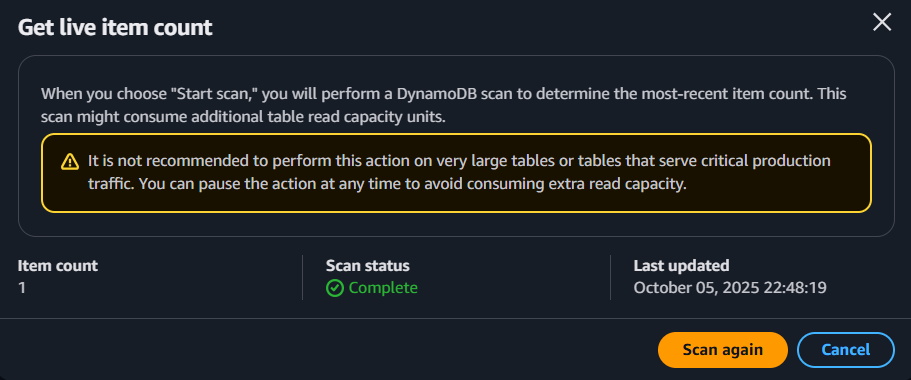 Get live item count
When you choose "Start scan," you will perform a DynamoDB scan to determine the most-recent item count. This
scan might consume additional table read capacity units.
It is not recommended to perform this action on very large tables or tables that serve critical production
traffic. You can pause the action at any time to avoid consuming extra read capacity.
Item count
1
Scan status
Complete
Last updated
October 05, 2025 22:48:19
Scan again
Cancel